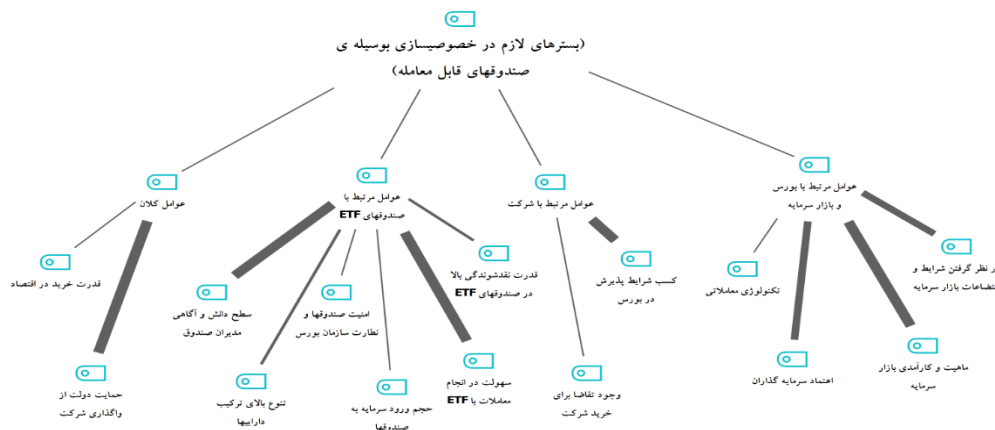 (بسترهای لازم در خصوصیسازی بوسیله ی
صندوقهای قابل معامله)
عوامل مرتبط با بورس
و بازار سرمایه
عوامل مرتبط با شرکت
عوامل مرتبط با
صندوقهای ETF
عوامل کلان
ر نظر گرفتن شرایط و
قتضاعات بازار سرمایه
تکنولوژی معاملاتی
کسب شرایط پذیرش
در بورس
قدرت نقدشوندگی بالا
در صندوقهای ETF
امنیت صندوقها و
نظارت سازمان بورس
سطح دانش و آگاهی
مدیران صندوق
قدرت خرید در اقتصاد
ماهیت و کارآمدی بازار
سرمایه
اعتماد سرمایه گذاران
وجود تقاضا برای
خرید شرکت
سهولت در انجام
معاملات با ETF
حجم ورود سرمایه به
صندوقها
تنوع بالای ترکیب
داراییها
حمایت دولت از
واگذاری شرکت